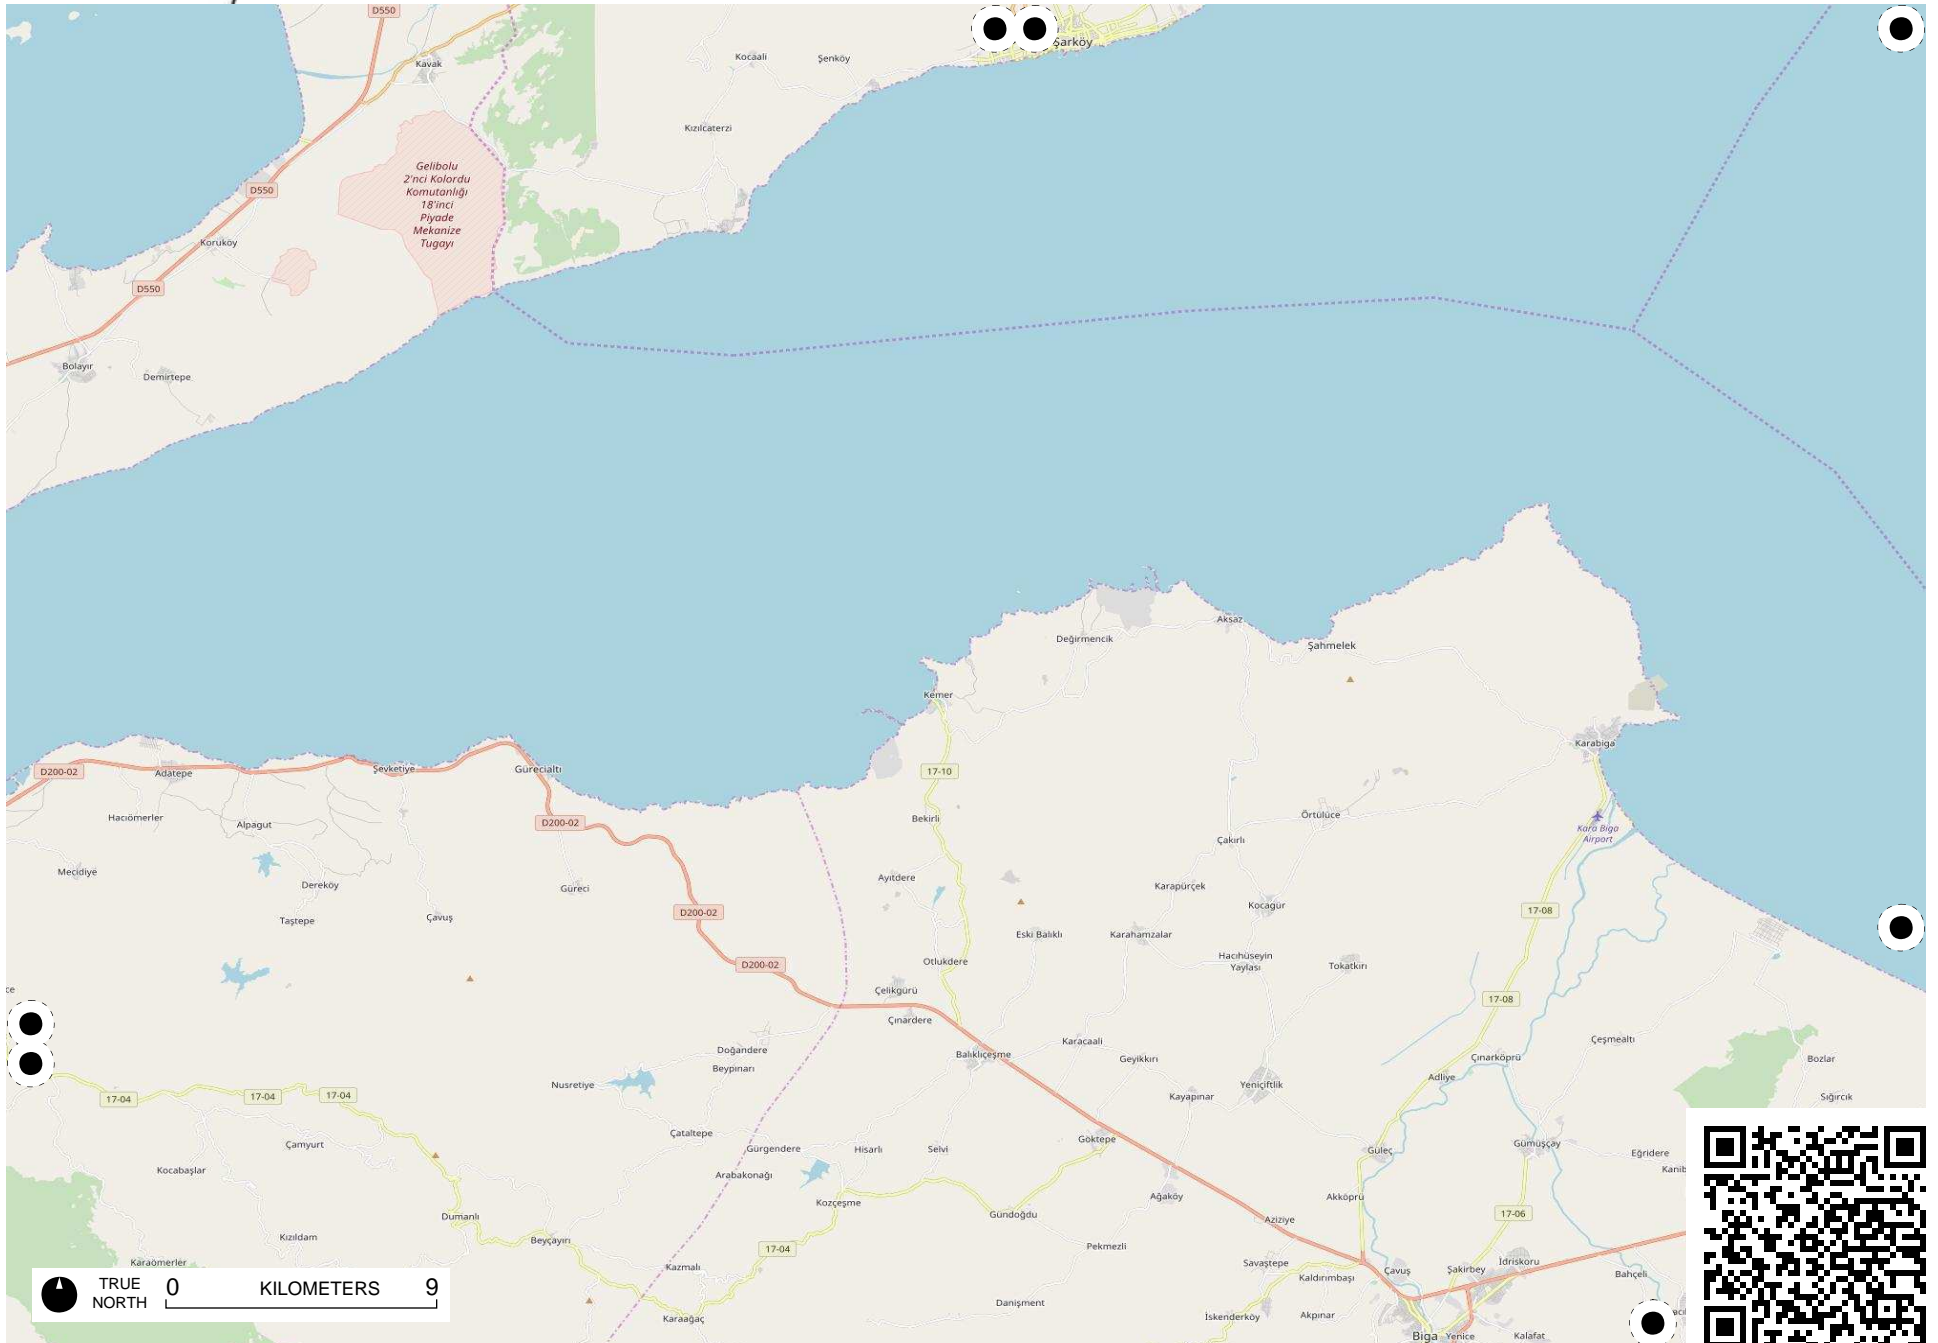 D550
Kavak
Kocaali
Şenköy
Şarköy
Kızılcaterzi
Gelibolu
2'nci Kolordu
Komutanlığı
18'inci
Piyade
Mekanize
Tugayı
D550
Koruköy
D550
Bolayır
Demirtepe
Aksaz
Değirmencik
Şahmelek
Kemer
Karabiga
D200-02
Adatepe
Şevketiye
Gürecialtı
17-10
Hacıömerler
Alpagut
D200-02
Bekirli
Örtülüce
Kara Biga
Airport
Çakırlı
Mecidiye
Dereköy
Güreci
Ayıtdere
Karapürçek
Taştepe
Çavuş
D200-02
Kocagür
17-08
Eski Balıklı
Karahamzalar
D200-02
Otlukdere
Hacıhüseyin
Yaylası
Tokatkırı
ce
Çelikgürü
17-08
Çınardere
Doğandere
Balıklıçeşme
Karacaali
Geyikkırı
Çeşmealtı
Çınarköprü
Bozlar
Beypınarı
Nusretiye
Yeniçiftlik
Adliye
17-04
17-04
17-04
Kayapınar
Sığırcık
Çamyurt
Çataltepe
Gürgendere
Hisarlı
Selvi
Göktepe
Güleç
Gümüşçay
Eğridere
Kocabaşlar
Arabakonağı
Kanib
Kozçeşme
Ağaköy
Akköprü
Dumanlı
Gündoğdu
Aziziye
17-06
Kızıldam
Beyçayırı
17-04
Pekmezli
Karaömerler
Kazmalı
Savaştepe
Kaldırımbaşı
Çavuş
Şakirbey
İdriskoru
Bahçeli
TRUE
NORTH
0 KILOMETERS 9
Danişment
Karaağaç
İskenderköy
Akpınar
Biga
Yenice
Kalafat